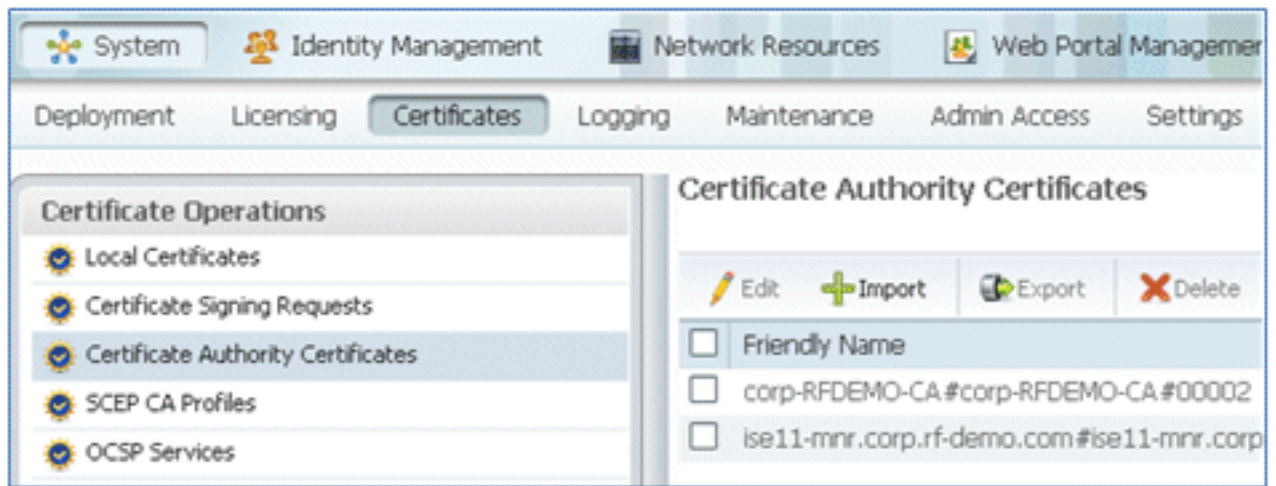 System Identity Management Network Resources Web Portal Managemer
Deployment Licensing Certificates Logging Maintenance Admin Access Settings
Certificate Operations
Local Certificates
Certificate Signing Requests
Certificate Authority Certificates
SCEP CA Profiles
OCSP Services
Certificate Authority Certificates
Edit Import Export Delete
Friendly Name
corp-RFDEMO-CA#corp-RFDEMO-CA#00002
ise11-mnr.corp.rf-demo.com#ise11-mnr.corp